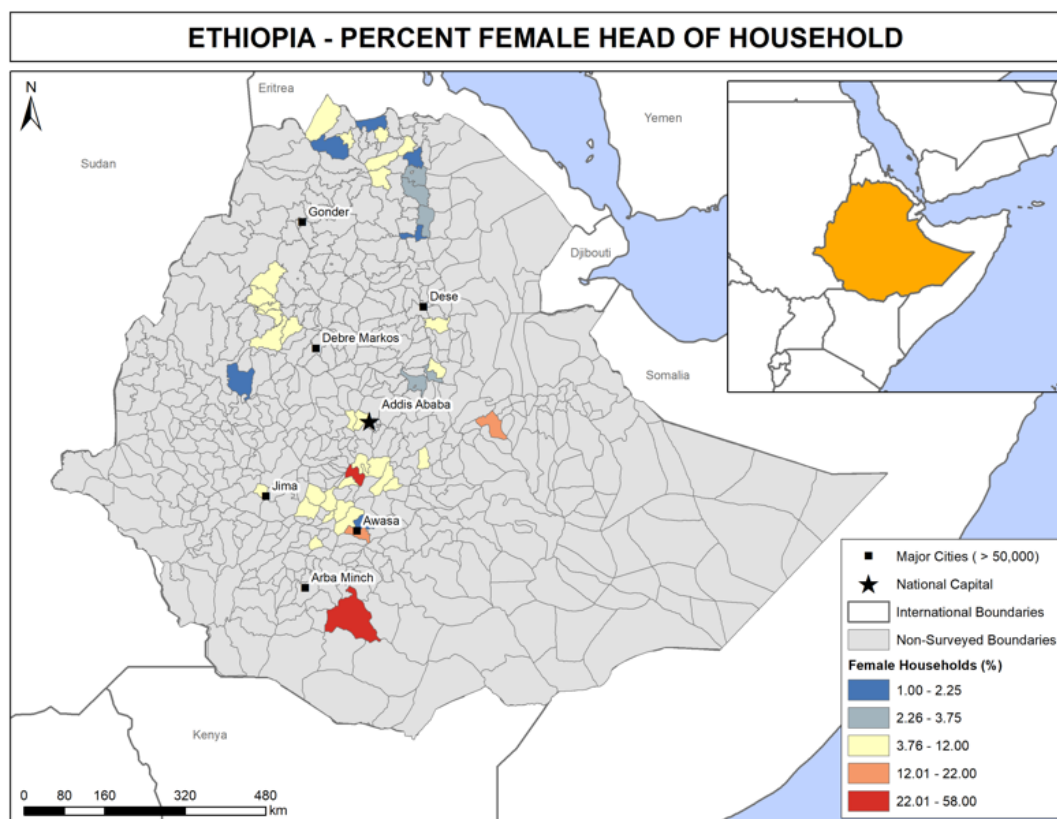 ETHIOPIA - PERCENT FEMALE HEAD OF HOUSEHOLD
N
Eritrea
Yemen
Sudan
Gonder
Djibouti
Dese
Debre Markos
Somalia
Addis Ababa
Jima
Awasa
Arba Minch
Kenya
Major Cities ( > 50,000)
National Capital
International Boundaries
Non-Surveyed Boundaries
Female Households (%)
1.00 - 2.25
2.26 - 3.75
3.76 - 12.00
12.01 - 22.00
22.01 - 58.00
0 80 160 320 480
km